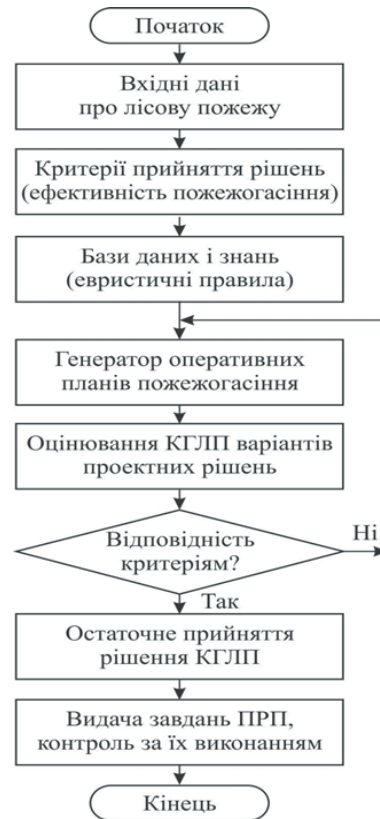 Початок
Вхідні дані
про лісову пожежу
Критерії прийняття рішень
(ефективність пожежогасіння)
Бази даних і знань
(евристичні правила)
Генератор оперативних
планів пожежогасіння
Оцінювання КГЛП варіантів
проектних рішень
Відповідність
критеріям?
Ні
Так
Остаточне прийняття
рішення КГЛП
Видача завдань ПРП,
контроль за їх виконанням
Кінець